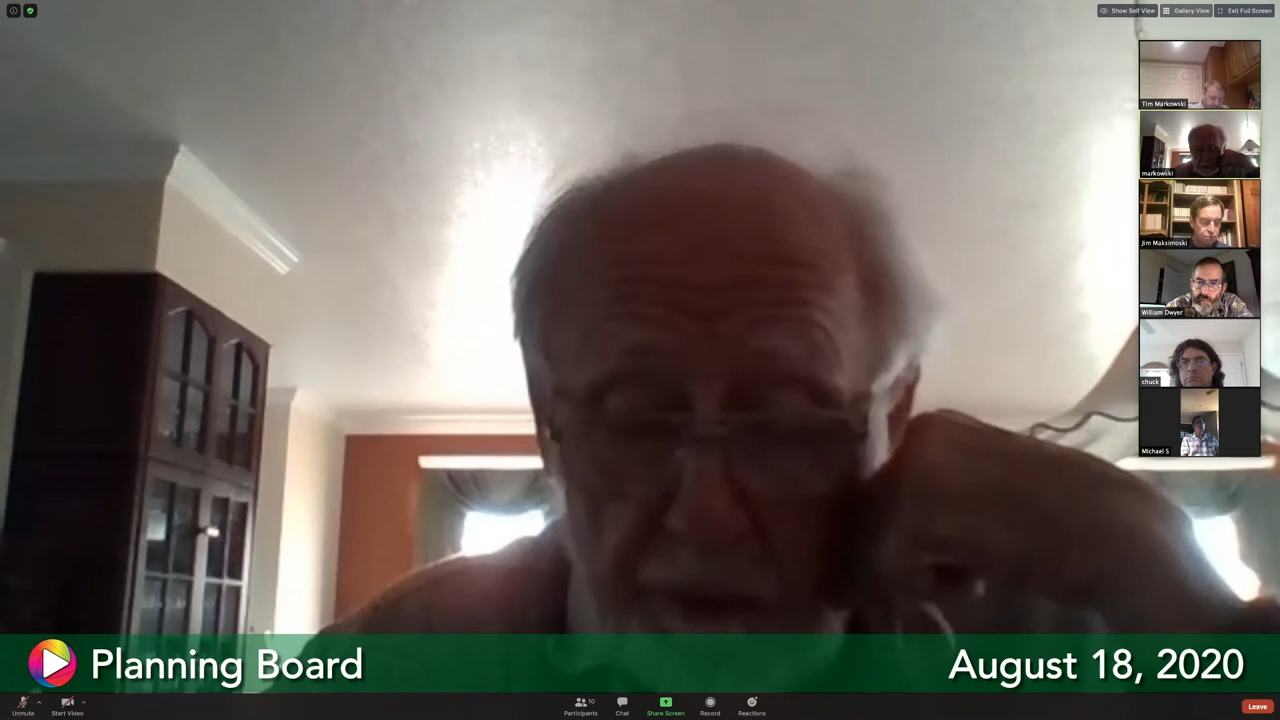 Show Self View
Gallery View
Exit Full Screen
Tim Markowski
markowski
Jim Maksimoski
William Dwyer
chuck
Michael S
Planning Board
August 18, 2020
Unmute
Start Video
10
Participants
Chat
Share Screen
Record
Reactions
Leave